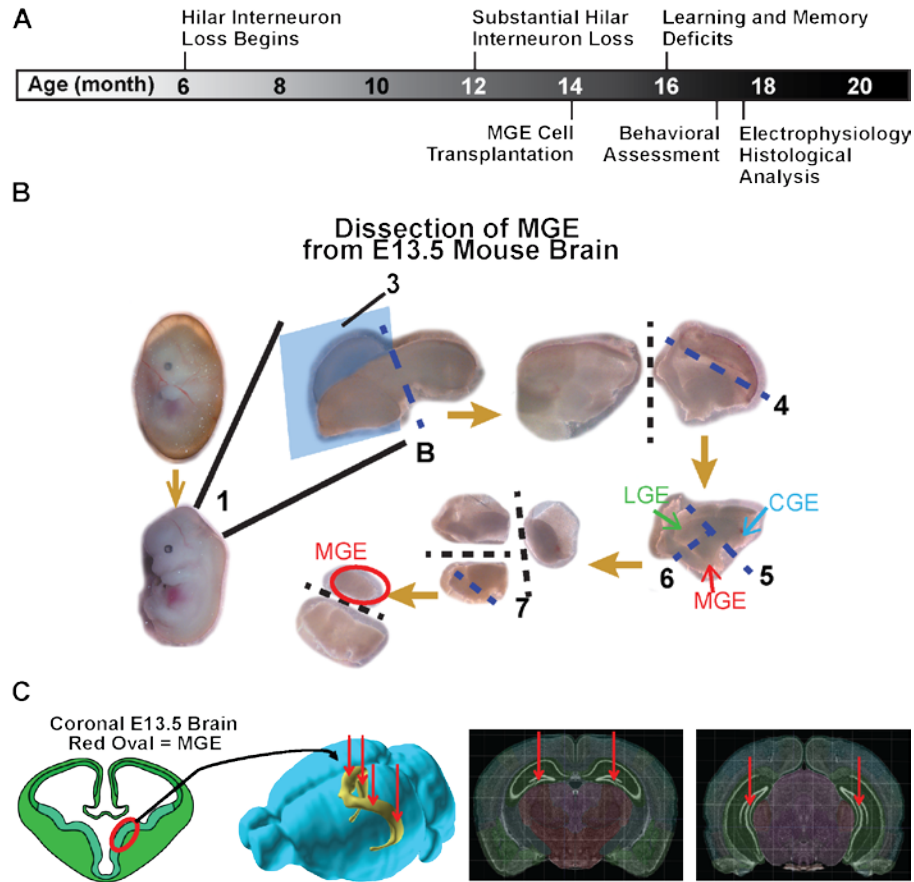 A
Hilar Interneuron
Loss Begins
Substantial Hilar
Interneuron Loss
Learning and Memory
Deficits
Age (month) 6 8 10 12 14 16 18 20
MGE Cell
Transplantation
Behavioral
Assessment
Electrophysiology
Histological
Analysis
B
Dissection of MGE
from E13.5 Mouse Brain
3
4
B
1
LGE
CGE
MGE
6
5
MGE
7
C
Coronal E13.5 Brain
Red Oval = MGE